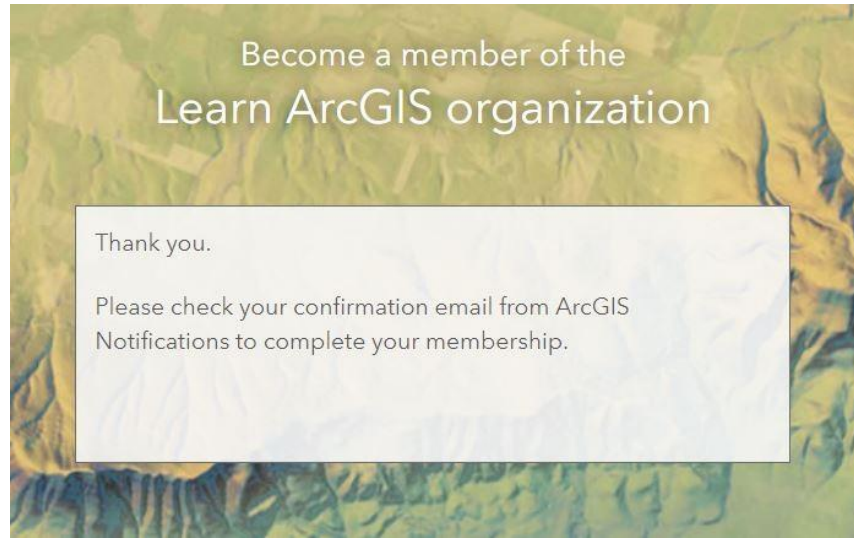 Become a member of the
Learn ArcGIS organization
Thank you.
Please check your confirmation email from ArcGIS
Notifications to complete your membership.